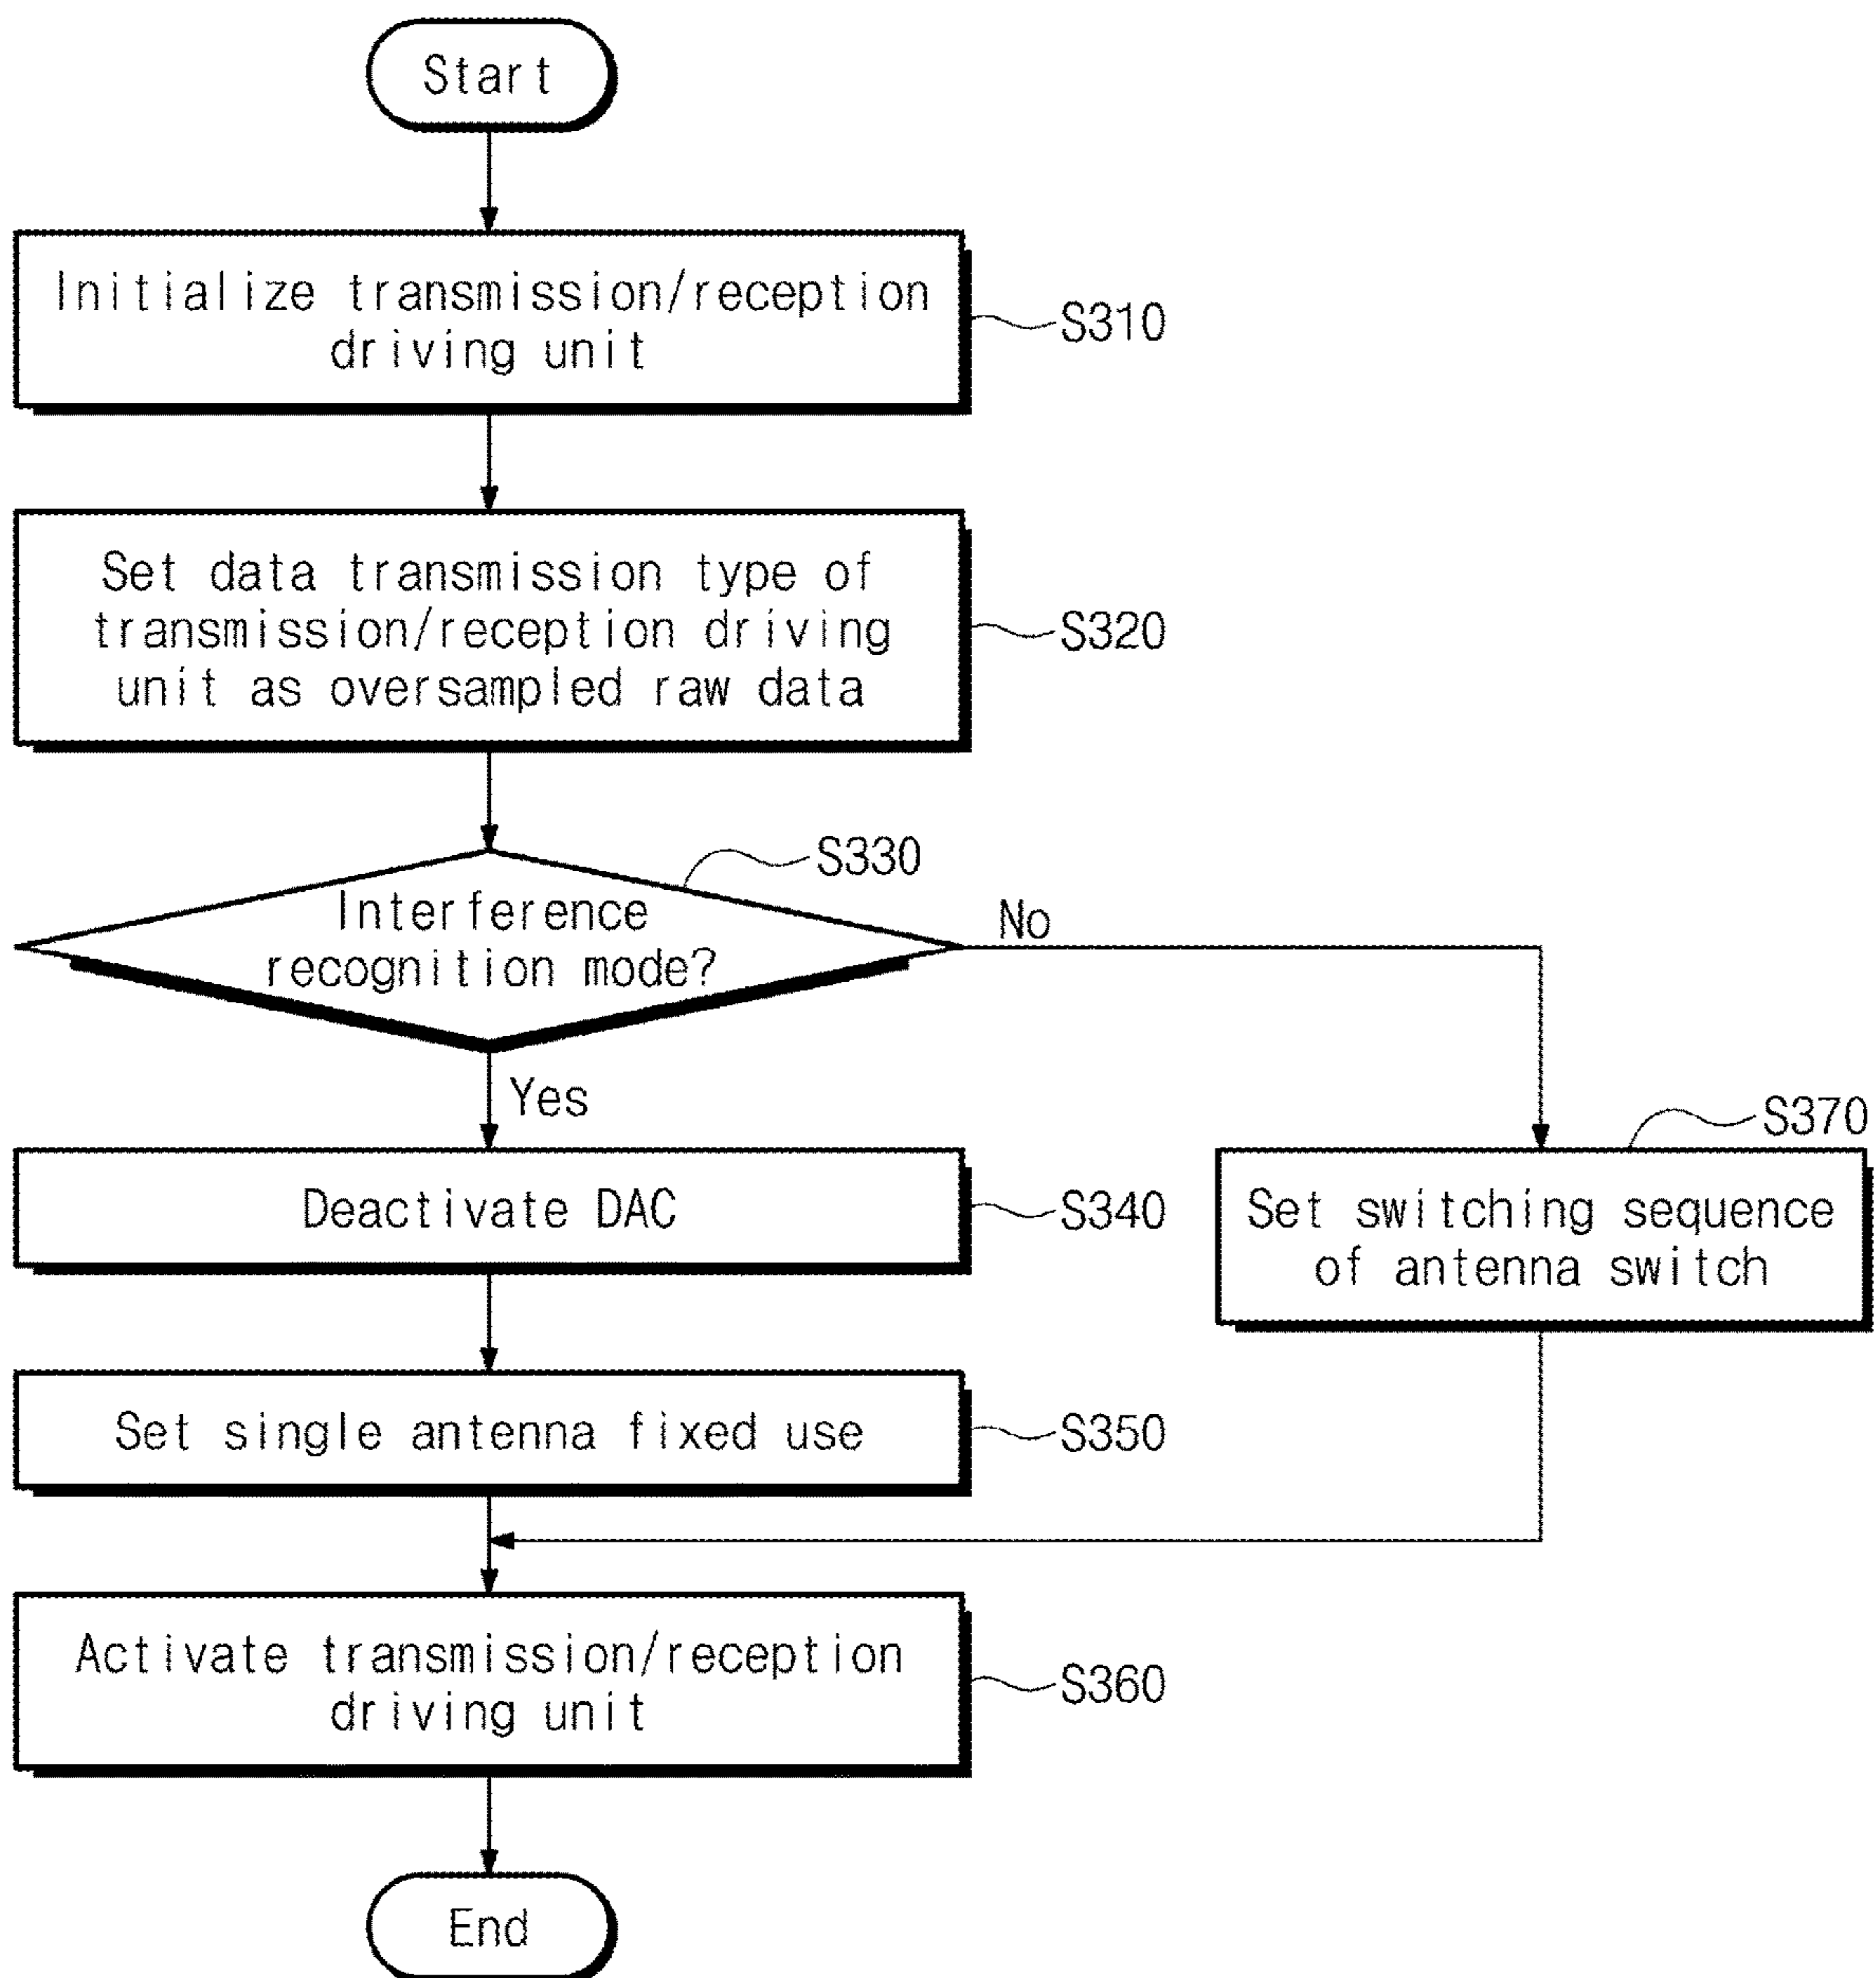 Start
Initialize transmission/reception
driving unit
S310
Set data transmission type of
transmission/reception driving
unit as oversampled raw data
S320
S330
Interference
recognition mode?
No
Yes
S370
Deactivate DAC
S340
Set switching sequence
of antenna switch
Set single antenna fixed use
S350
Activate transmission/reception
driving unit
S360
End